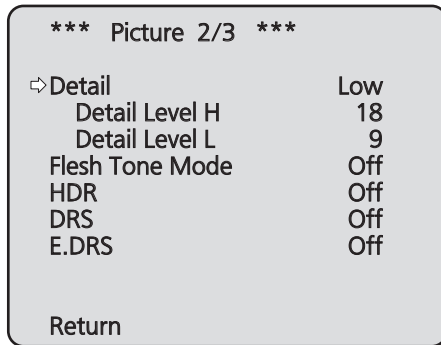 *** Picture 2/3 ***
⇨Detail Low
Detail Level H 18
Detail Level L 9
Flesh Tone Mode Off
HDR Off
DRS Off
E.DRS Off
Return